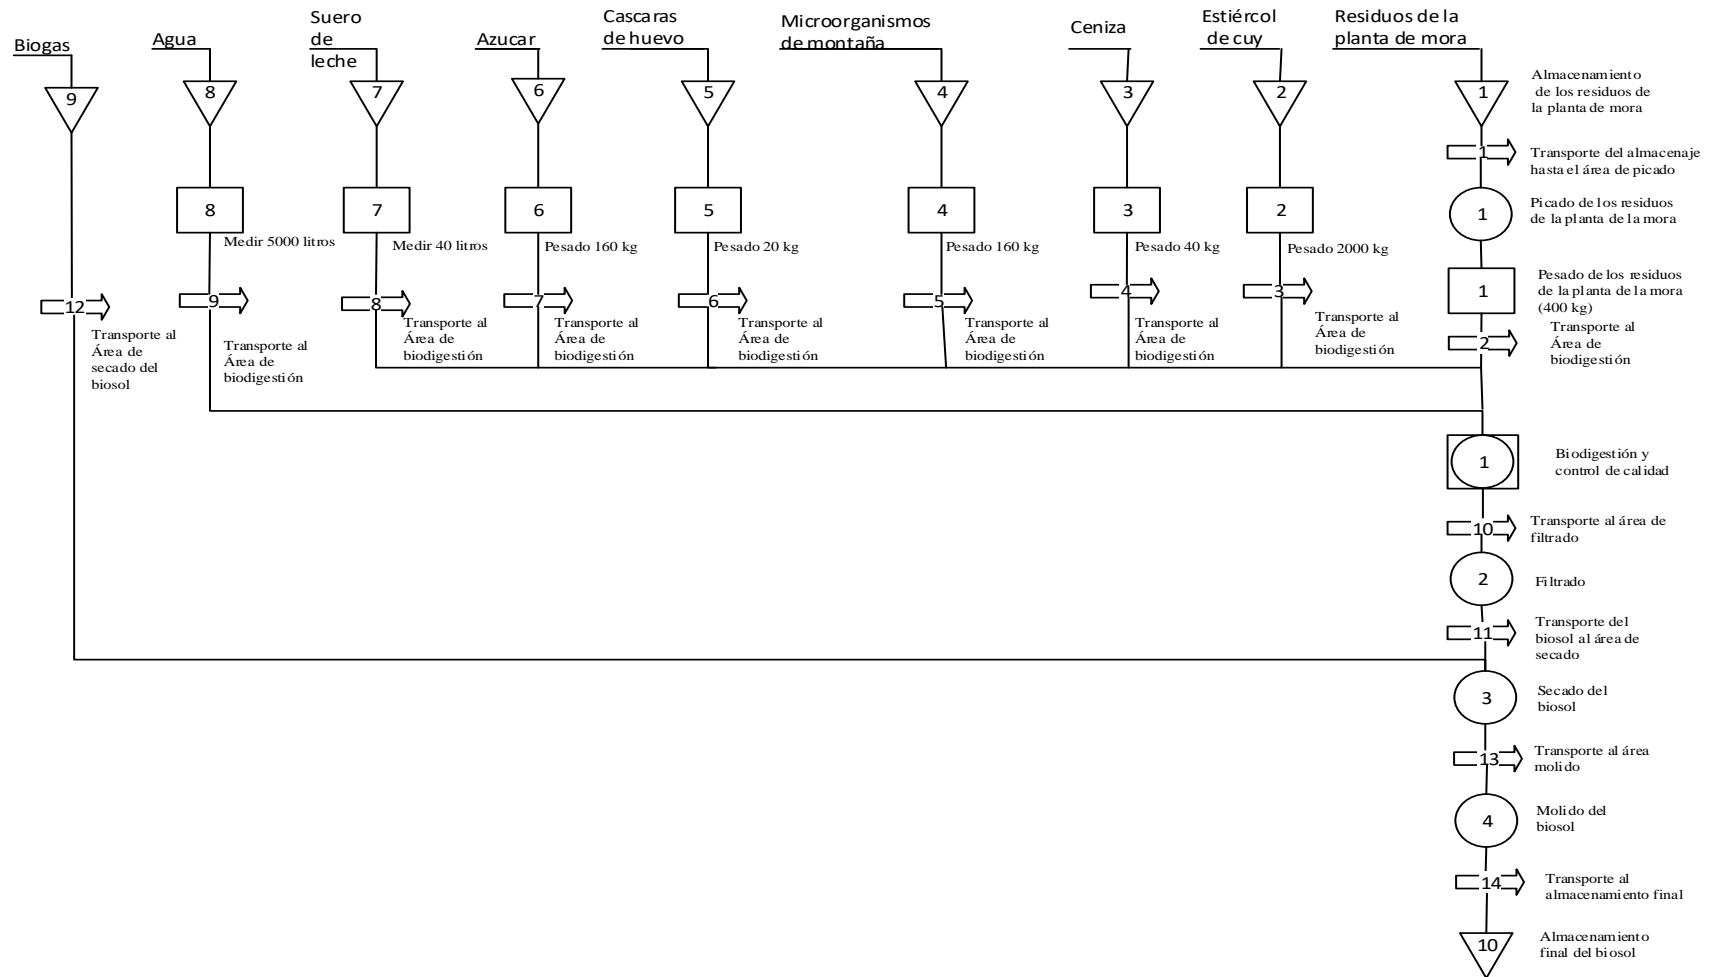 Biogas
Agua
Suero
de
leche
Azucar
Cascaras
de huevo
Microorganismos
de montaña
Ceniza
Estiércol
de cuy
Residuos de la
planta de mora
9
8
7
6
5
4
3
2
1
Almacenamiento
de los residuos de
la planta de mora
1
Transporte del almacenaje
hasta el área de picado
8
7
6
5
4
3
2
1
Picado de los residuos
de la planta de la mora
Medir 5000 litros
Medir 40 litros
Pesado 160 kg
Pesado 20 kg
Pesado 160 kg
Pesado 40 kg
Pesado 2000 kg
1
Pesado de los residuos
de la planta de la mora
(400 kg)
12
9
8
7
6
5
4
3
2
Transporte al
Área de
secado del
biosol
Transporte al
Área de
biodigestión
Transporte al
Área de
biodigestión
Transporte al
Área de
biodigestión
Transporte al
Área de
biodigestión
Transporte al
Área de
biodigestión
Transporte al
Área de
biodigestión
Transporte al
Área de
biodigestión
Transporte al
Área de
biodigestión
1
Biodigestión y
control de calidad
10
Transporte al área de
filtrado
2
Filtrado
11
Transporte del
biosol al área de
secado
3
Secado del
biosol
13
Transporte al área
molido
4
Molido del
biosol
14
Transporte al
almacenamiento final
10
Almacenamiento
final del biosol